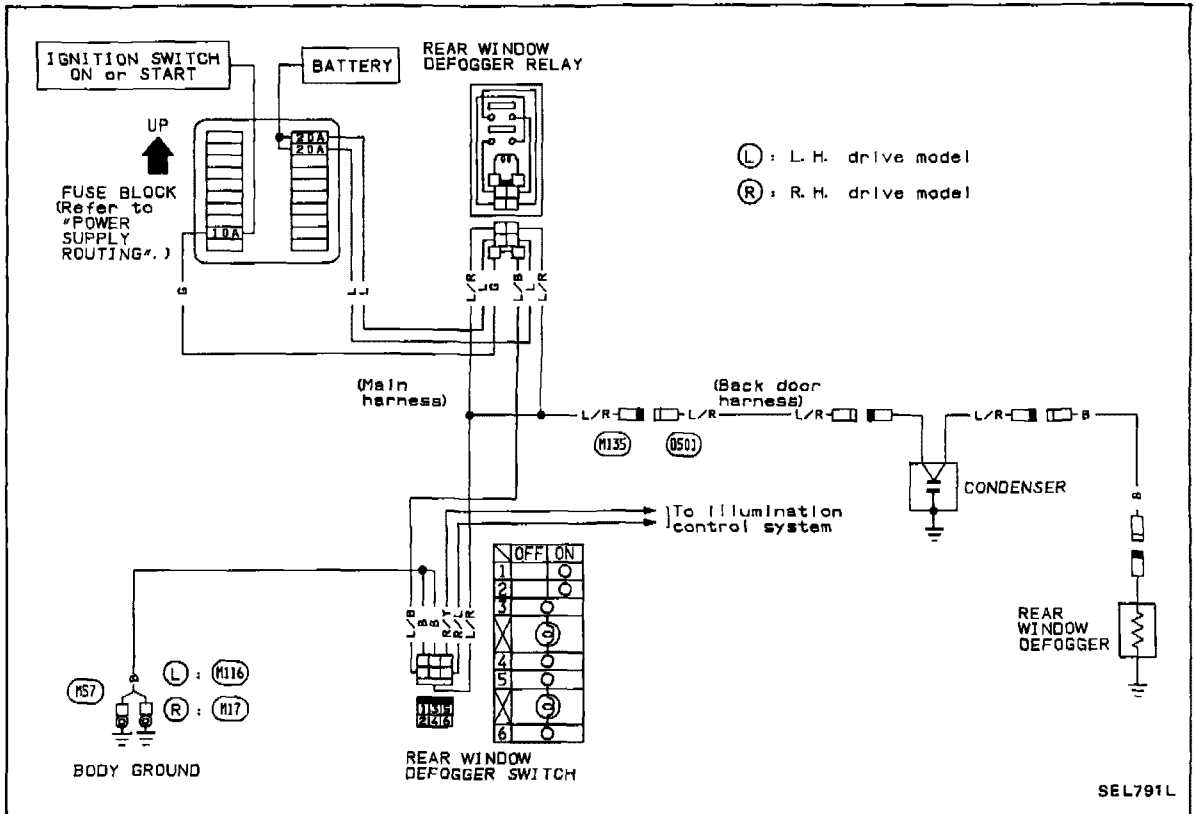 IGNITION SWITCH
ON or START
BATTERY
REAR WINDOW
DEFOGGER RELAY
UP
20A
20A
FUSE BLOCK
(Refer to
"POWER
SUPPLY
ROUTING".)
10A
L : L.H. drive model
R : R.H. drive model
G
L
L
L/R
L
G
L/B
L
L/R
(Main
harness)
(Back door
harness)
L/R
L/R
L/R
L/R
B
M135
D501
CONDENSER
B
To illumination
control system
OFF ON
1
2
3
4
5
6
L/B
B
B
R/Y
R/L
L/R
REAR
WINDOW
DEFOGGER
B
M57
L : M116
R : M17
1 3 5
2 4 6
BODY GROUND
REAR WINDOW
DEFOGGER SWITCH
SEL791L